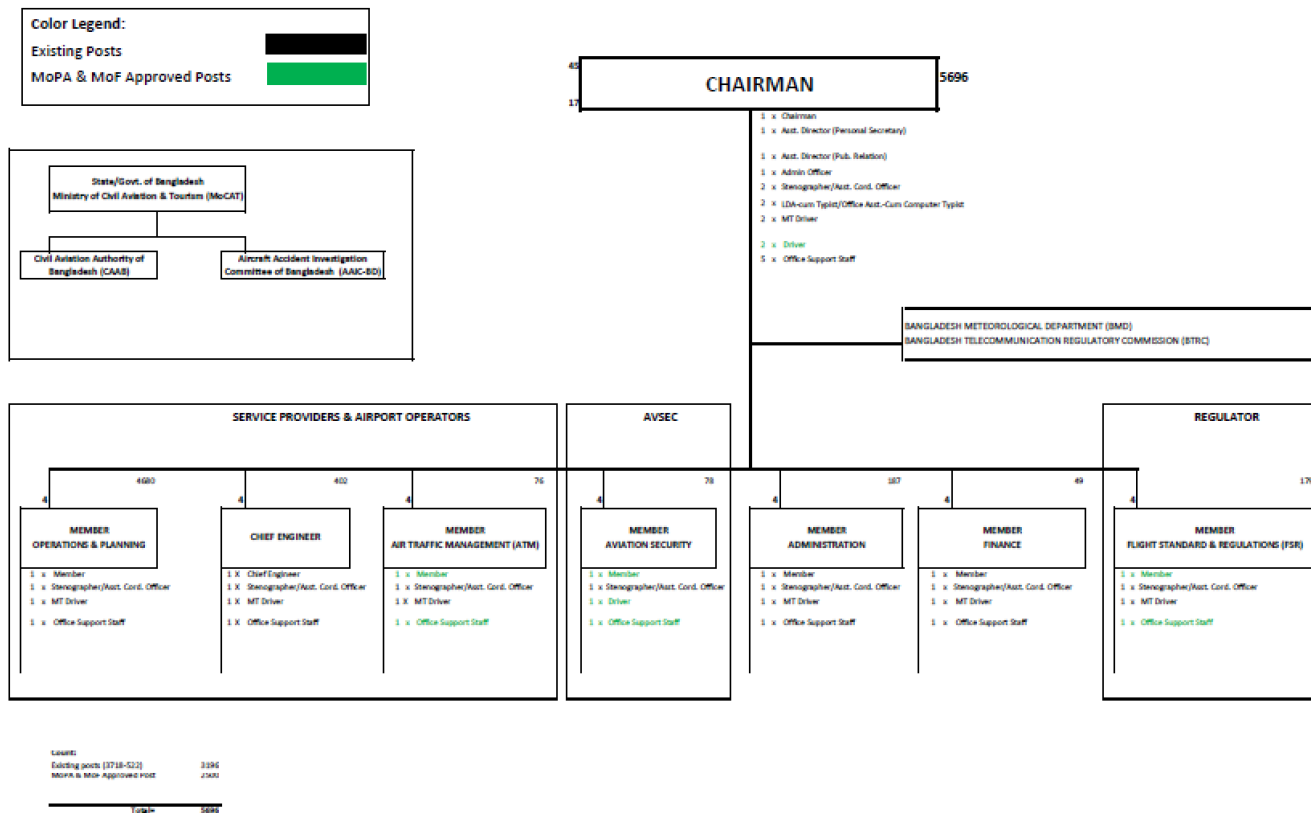 Color Legend:
Existing Posts
MoPA & MoF Approved Posts
CHAIRMAN
45
17
5696
1 x Chairman
1 x Asst. Director (Personal Secretary)
1 x Asst. Director (Pub. Relation)
1 x Admin Officer
2 x Stenographer/Asst. Cord. Officer
2 x LDA-cum Typist/Office Asst.-Cum Computer Typist
2 x MT Driver
2 x Driver
5 x Office Support Staff
State/Govt. of Bangladesh
Ministry of Civil Aviation & Tourism (MoCAT)
Civil Aviation Authority of
Bangladesh (CAAB)
Aircraft Accident Investigation
Committee of Bangladesh (AAIC-BD)
BANGLADESH METEOROLOGICAL DEPARTMENT (BMD)
BANGLADESH TELECOMMUNICATION REGULATORY COMMISSION (BTRC)
SERVICE PROVIDERS & AIRPORT OPERATORS
AVSEC
REGULATOR
4680
4
MEMBER
OPERATIONS & PLANNING
1 x Member
1 x Stenographer/Asst. Cord. Officer
1 x MT Driver
1 x Office Support Staff
402
4
CHIEF ENGINEER
1 X Chief Engineer
1 X Stenographer/Asst. Cord. Officer
1 X MT Driver
1 X Office Support Staff
76
4
MEMBER
AIR TRAFFIC MANAGEMENT (ATM)
1 x Member
1 x Stenographer/Asst. Cord. Officer
1 X MT Driver
1 x Office Support Staff
78
4
MEMBER
AVIATION SECURITY
1 x Member
1 x Stenographer/Asst. Cord. Officer
1 x Driver
1 x Office Support Staff
187
4
MEMBER
ADMINISTRATION
1 x Member
1 x Stenographer/Asst. Cord. Officer
1 x MT Driver
1 x Office Support Staff
49
4
MEMBER
FINANCE
1 x Member
1 x Stenographer/Asst. Cord. Officer
1 x MT Driver
1 x Office Support Staff
4
MEMBER
FLIGHT STANDARD & REGULATIONS (FSR)
1 x Member
1 x Stenographer/Asst. Cord. Officer
1 x MT Driver
1 x Office Support Staff
Count:
Existing posts (3718-522) 3196
MoPA & MoF Approved Post 2500
Total= 5696